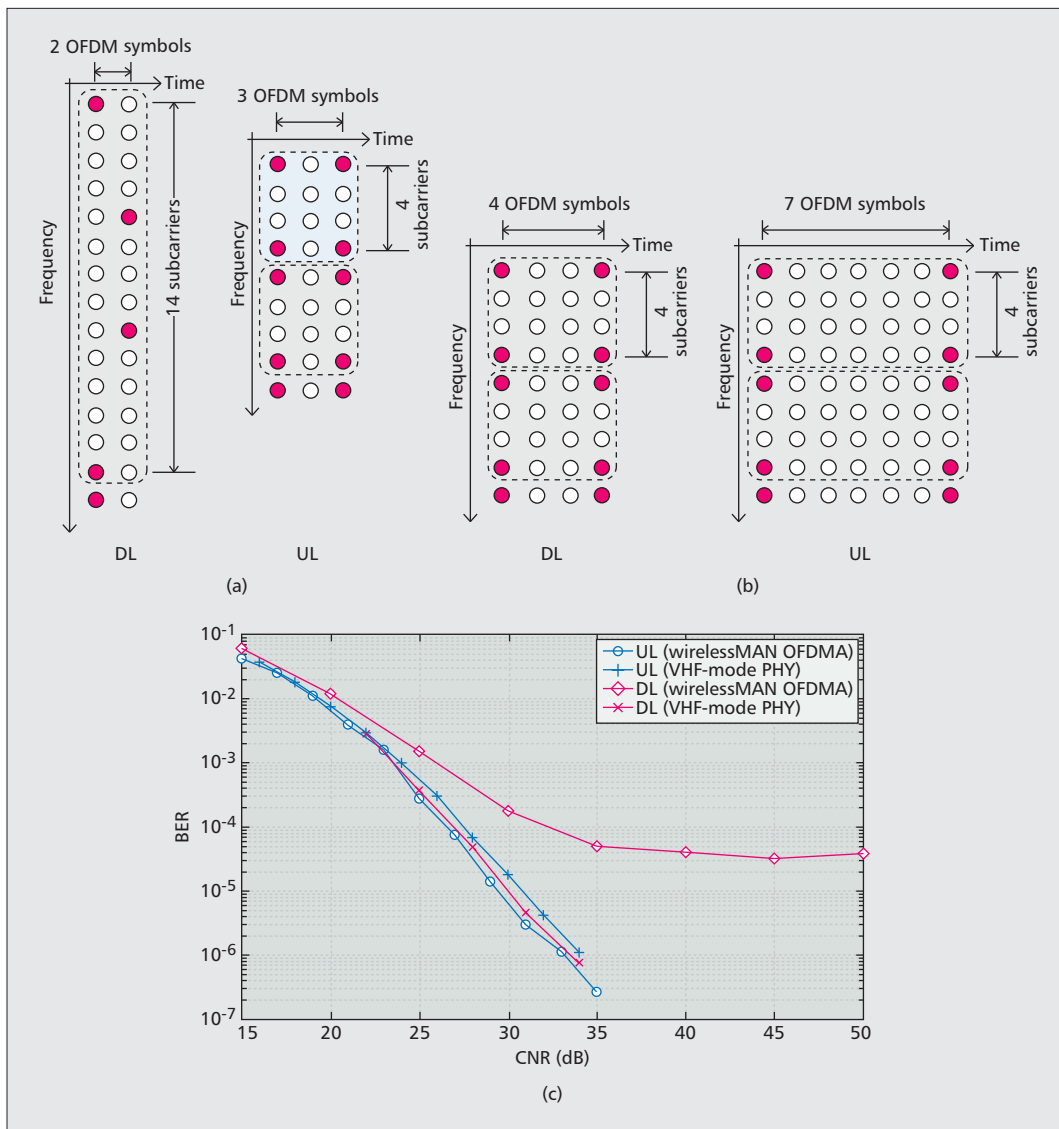 2 OFDM symbols
Time
Frequency
14 subcarriers
DL
3 OFDM symbols
Time
Frequency
4
subcarriers
UL
(a)
4 OFDM symbols
Time
Frequency
4
subcarriers
DL
7 OFDM symbols
Time
Frequency
4
subcarriers
UL
(b)
UL (wirelessMAN OFDMA)
UL (VHF-mode PHY)
DL (wirelessMAN OFDMA)
DL (VHF-mode PHY)
BER
10-1
10-2
10-3
10-4
10-5
10-6
10-7
15 20 25 30 35 40 45 50
CNR (dB)
(c)